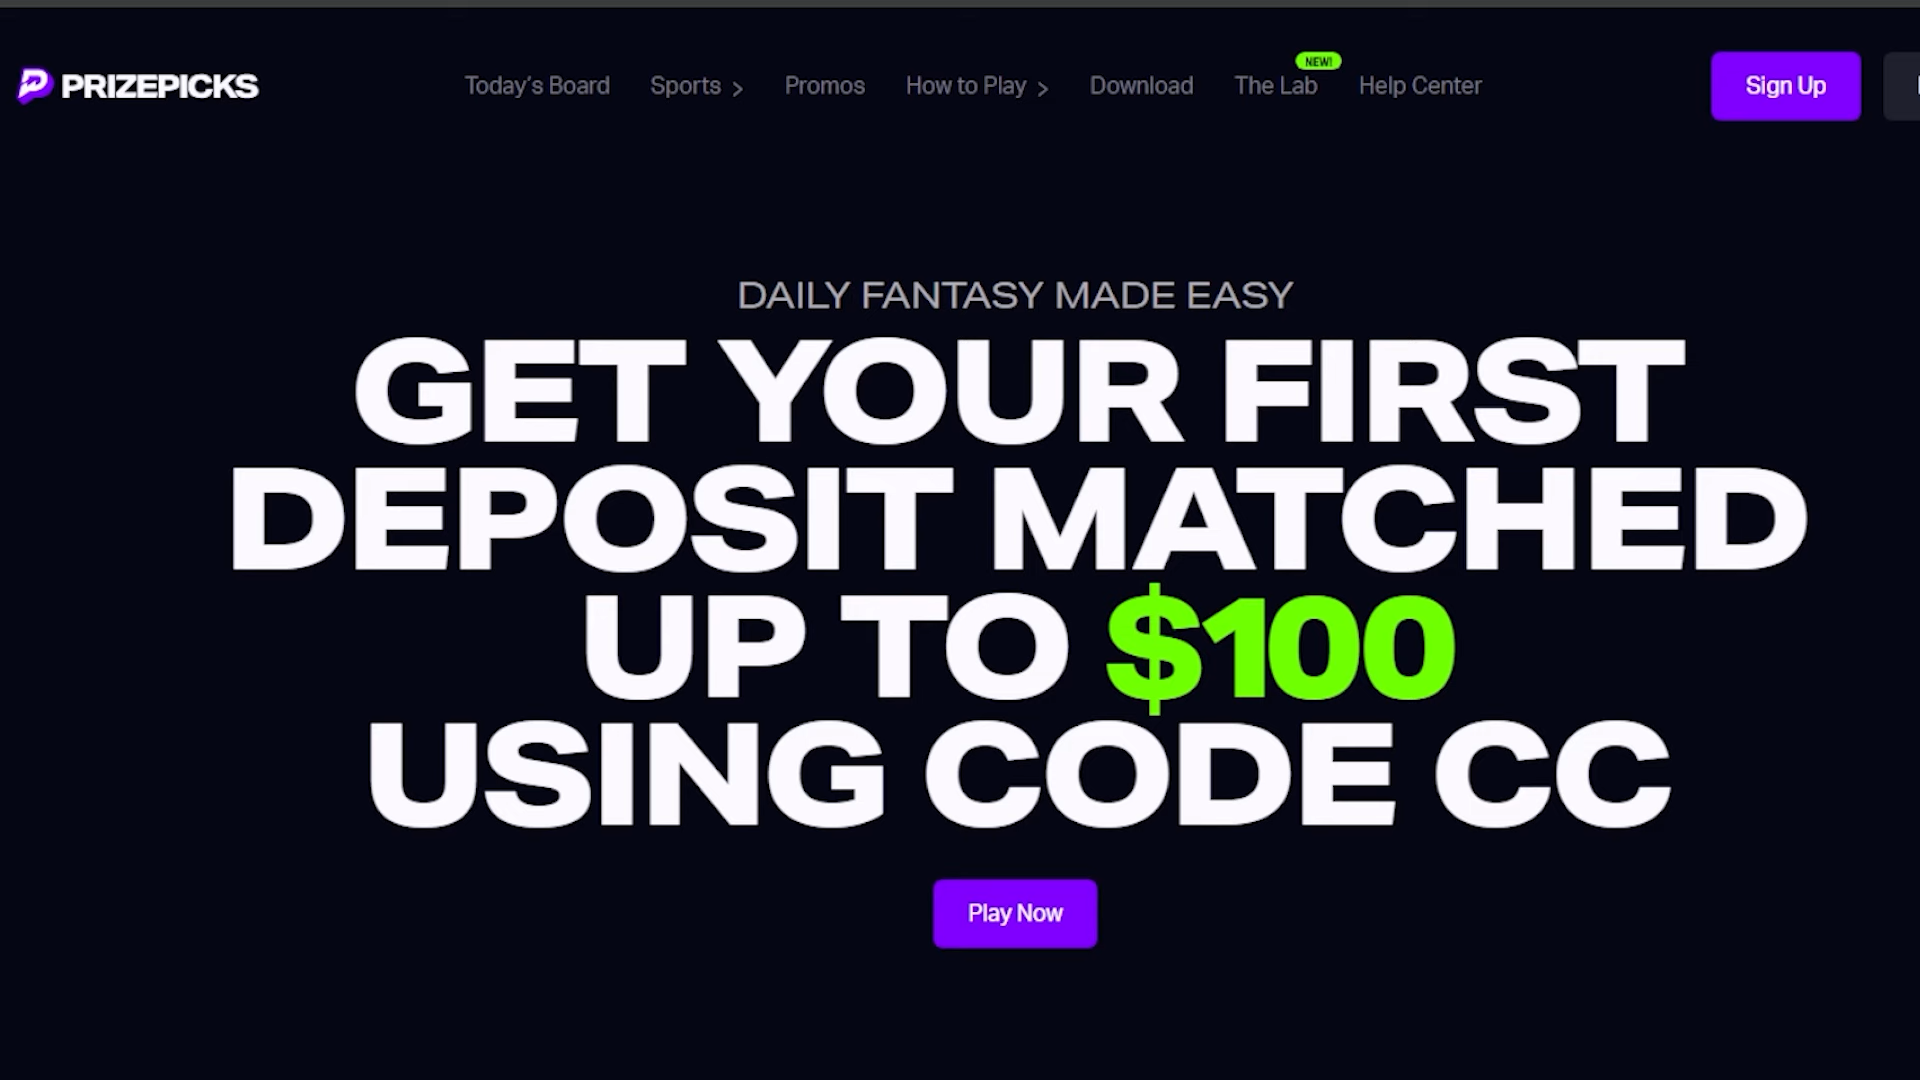 PRIZEPICKS
Today's Board
Sports
Promos
How to Play
Download
The Lab
NEW!
Help Center
Sign Up
DAILY FANTASY MADE EASY
GET YOUR FIRST
DEPOSIT MATCHED
UP TO $100
USING CODE CC
Play Now